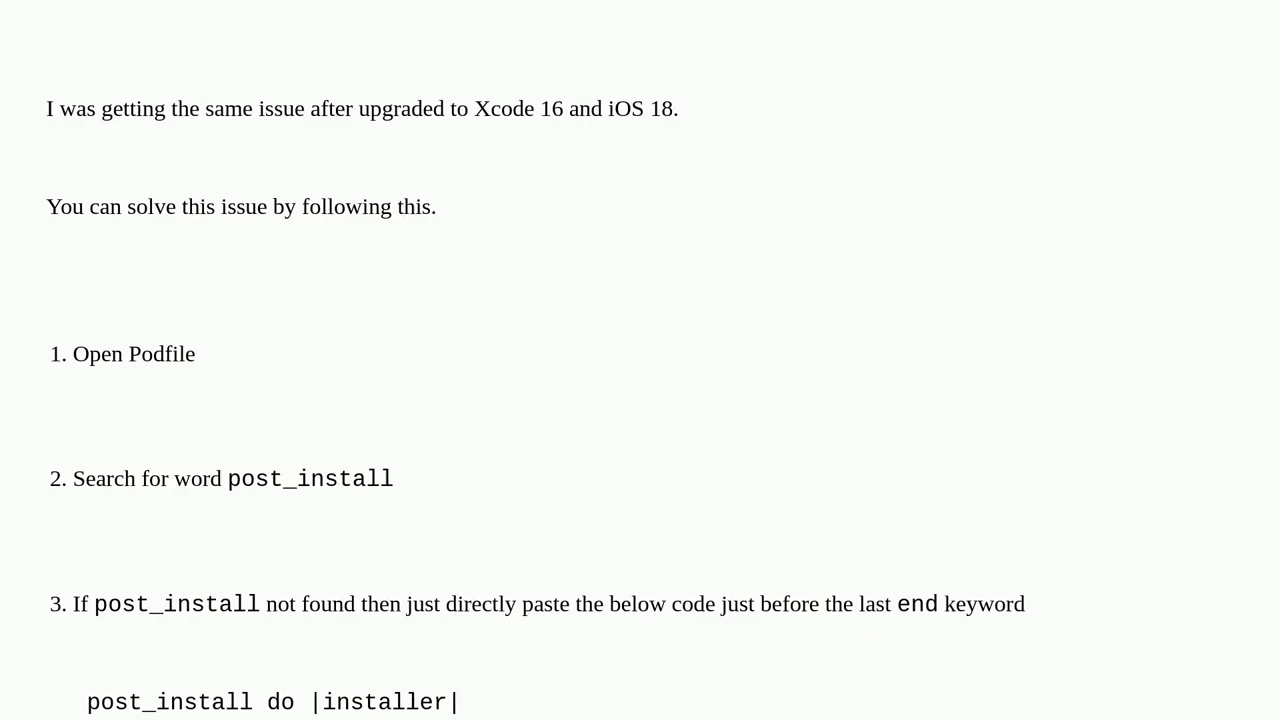 I was getting the same issue after upgraded to Xcode 16 and iOS 18.
You can solve this issue by following this.
1. Open Podfile
2. Search for word post_install
3. If post_install not found then just directly paste the below code just before the last end keyword
post_install do |installer|